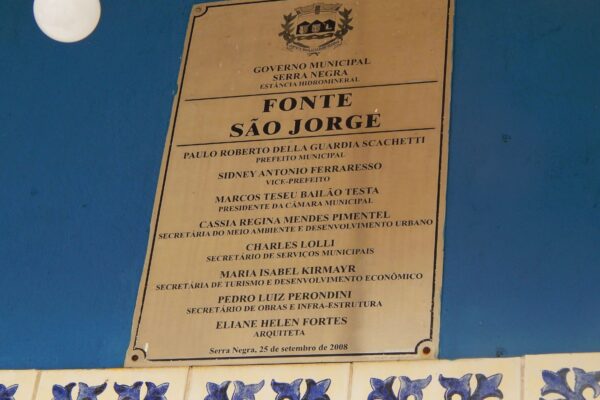 GOVERNO MUNICIPAL
SERRA NEGRA
ESTÂNCIA HIDROMINERAL
FONTE
SÃO JORGE
PAULO ROBERTO DELLA GUARDIA SCACHETTI
PREFEITO MUNICIPAL
SIDNEY ANTONIO FERRARESSO
VICE-PREFEITO
MARCOS TESEU BAILÃO TESTA
PRESIDENTE DA CÂMARA MUNICIPAL
CASSIA REGINA MENDES PIMENTEL
SECRETÁRIA DO MEIO AMBIENTE E DESENVOLVIMENTO URBANO
CHARLES LOLLI
SECRETÁRIO DE SERVIÇOS MUNICIPAIS
MARIA ISABEL KIRMAYR
SECRETÁRIA DE TURISMO E DESENVOLVIMENTO ECONÔMICO
PEDRO LUIZ PERONDINI
SECRETÁRIO DE OBRAS E INFRA-ESTRUTURA
ELIANE HELEN FORTES
ARQUITETA
Serra Negra, 25 de setembro de 2008